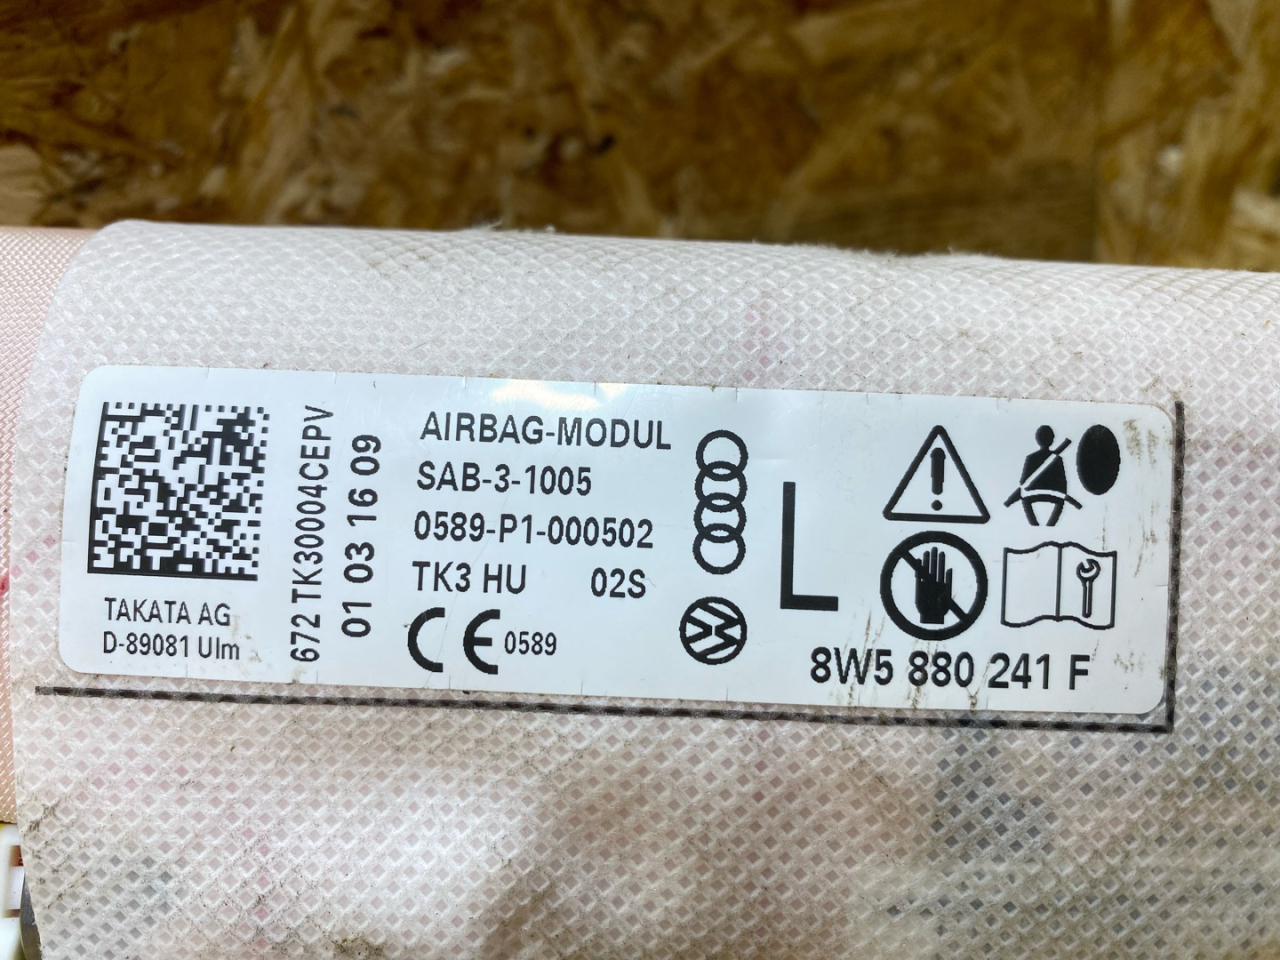 TAKATA AG
D-89081 Ulm
672 TK30004CEPV
01 03 16 09
AIRBAG-MODUL
SAB-3-1005
0589-P1-000502
TK3 HU 02S
CE 0589
L
8W5 880 241 F